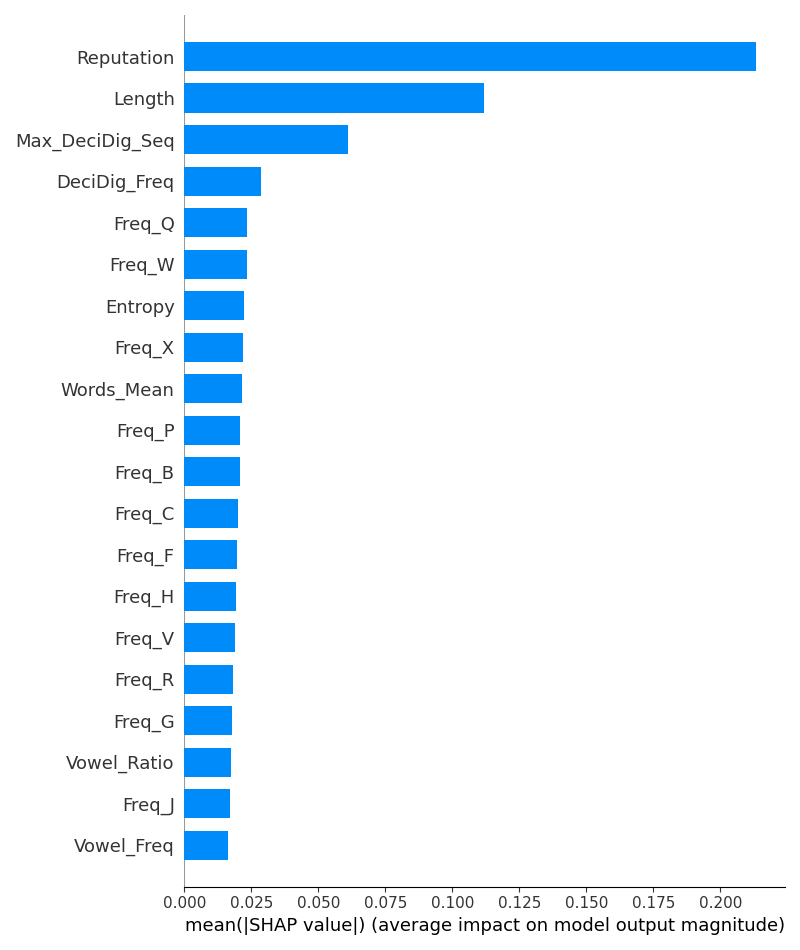 Reputation
Length
Max_DeciDig_Seq
DeciDig_Freq
Freq_Q
Freq_W
Entropy
Freq_X
Words_Mean
Freq_P
Freq_B
Freq_C
Freq_F
Freq_H
Freq_V
Freq_R
Freq_G
Vowel_Ratio
Freq_J
Vowel_Freq
0.000 0.025 0.050 0.075 0.100 0.125 0.150 0.175 0.200
mean(|SHAP value|) (average impact on model output magnitude)